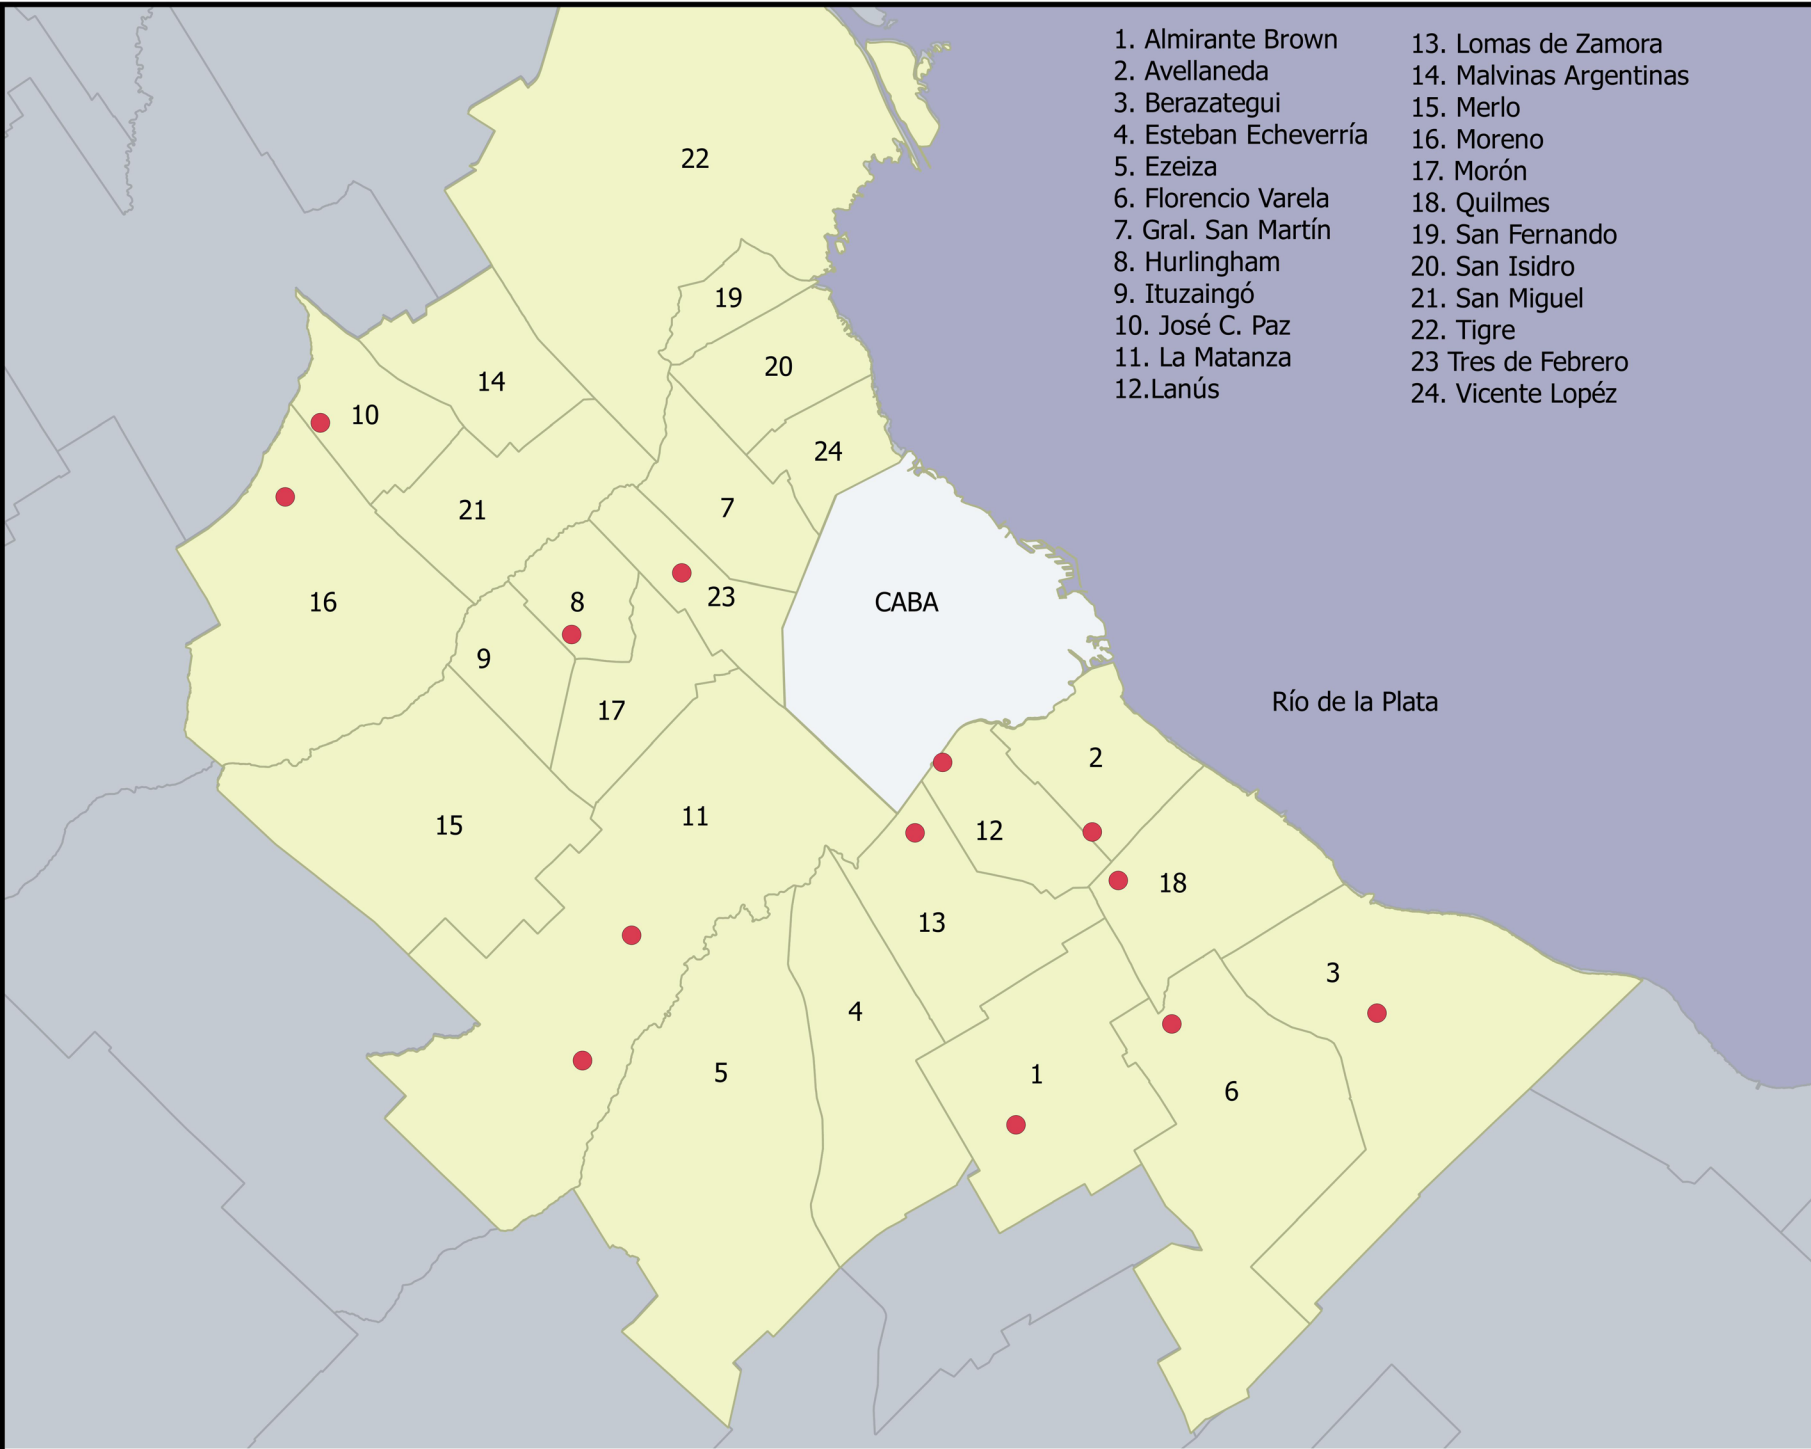 1. Almirante Brown
2. Avellaneda
3. Berazategui
4. Esteban Echeverría
5. Ezeiza
6. Florencio Varela
7. Gral. San Martín
8. Hurlingham
9. Ituzaingó
10. José C. Paz
11. La Matanza
12.Lanús
13. Lomas de Zamora
14. Malvinas Argentinas
15. Merlo
16. Moreno
17. Morón
18. Quilmes
19. San Fernando
20. San Isidro
21. San Miguel
22. Tigre
23 Tres de Febrero
24. Vicente Lopéz
22
19
20
14
10
24
21
7
16
8
23
CABA
9
17
Río de la Plata
2
15
11
12
18
13
3
4
5
1
6